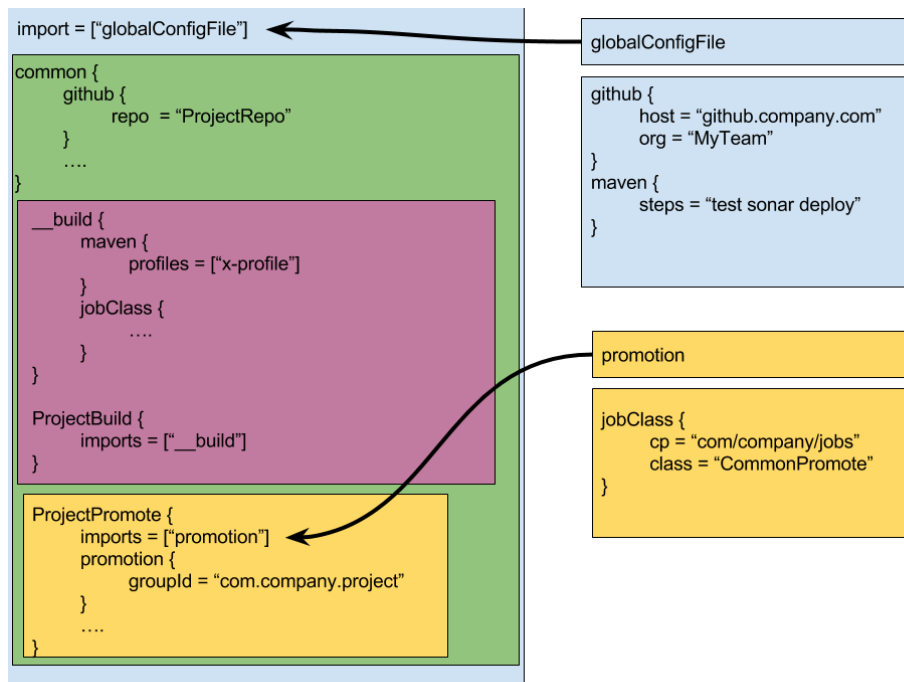 import = [“globalConfigFile”]
common {
github {
repo  = “ProjectRepo”
}
....
}
__build {
maven {
profiles = [“x-profile”]
}
jobClass {
....
}
}
ProjectBuild {
imports = [“__build”]
}
ProjectPromote {
imports = [“promotion”]
promotion {
groupId = “com.company.project”
}
....
}
globalConfigFile
github {
host = “github.company.com”
org = “MyTeam”
}
maven {
steps = “test sonar deploy”
}
promotion
jobClass {
cp = “com/company/jobs”
class = “CommonPromote”
}